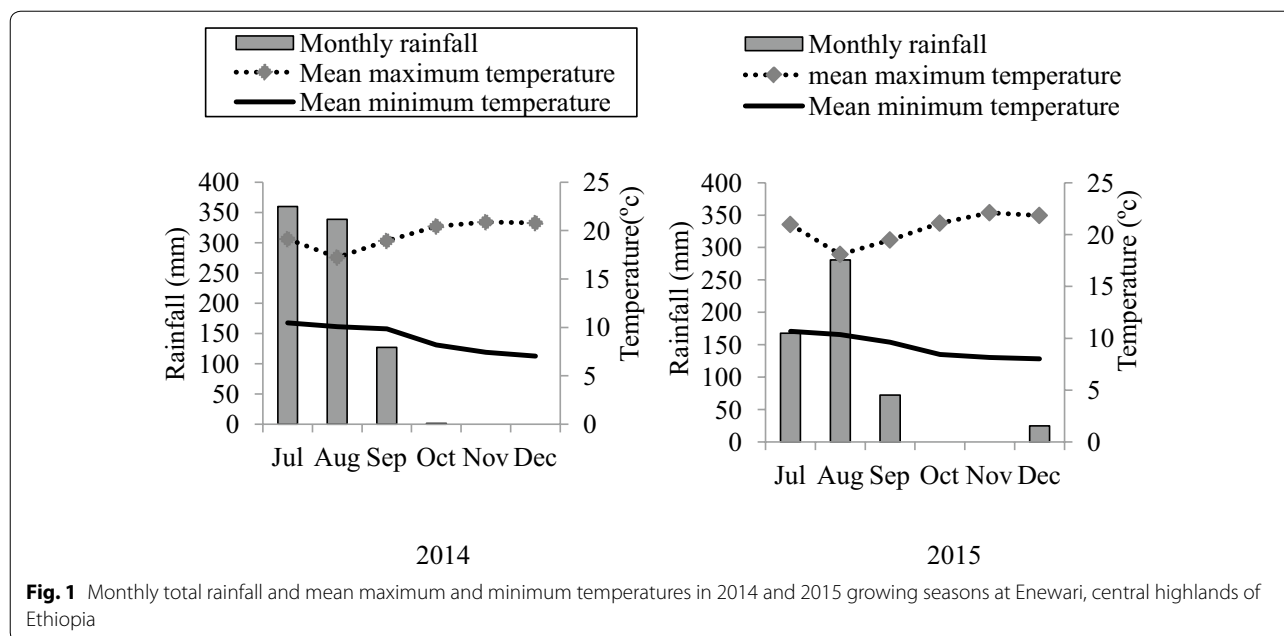 Monthly rainfall
Mean maximum temperature
Mean minimum temperature
Monthly rainfall
mean maximum temperature
Mean minimum temperature
Rainfall (mm)
400
350
300
250
200
150
100
50
0
25
20
15
10
5
0
Temperature(ºc)
Jul Aug Sep Oct Nov Dec
2014
Rainfall (mm)
400
350
300
250
200
150
100
50
0
25
20
15
10
5
0
Temperature (ºc)
Jul Aug Sep Oct Nov Dec
2015
Fig. 1 Monthly total rainfall and mean maximum and minimum temperatures in 2014 and 2015 growing seasons at Enewari, central highlands of
Ethiopia